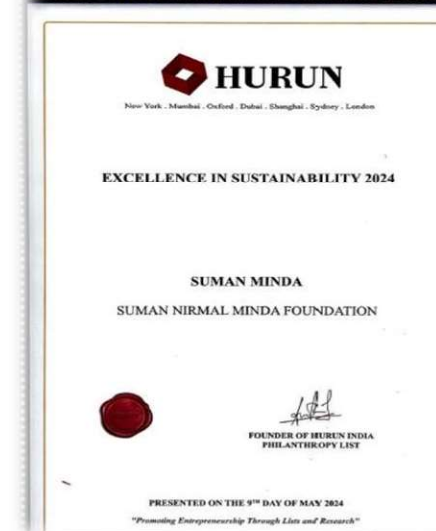 HURUN
New York . Mumbai . Oxford . Dubai . Shanghai . Sydney . London
EXCELLENCE IN SUSTAINABILITY 2024
SUMAN MINDA
SUMAN NIRMAL MINDA FOUNDATION
FOUNDER OF HURUN INDIA
PHILANTHROPY LIST
PRESENTED ON THE 9TH DAY OF MAY 2024
"Promoting Entrepreneurship Through Lists and Research"